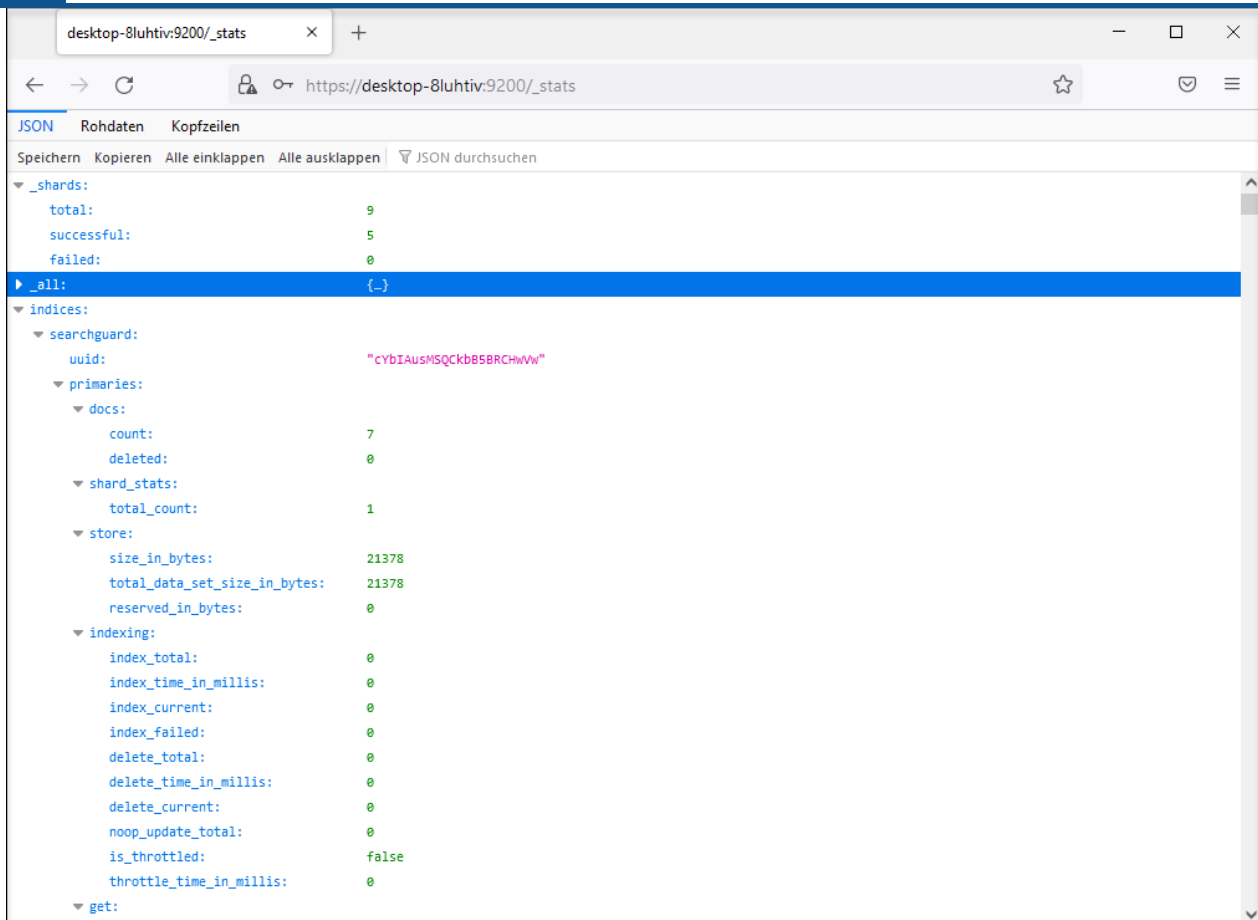 desktop-8luhtiv:9200/_stats
https://desktop-8luhtiv:9200/_stats
JSON Rohdaten Kopfzeilen
Speichern Kopieren Alle einklappen Alle ausklappen JSON durchsuchen
_shards:
total: 9
successful: 5
failed: 0
_all: {…}
indices:
searchguard:
uuid: "cYbIAusMSQCkbB5BRCHwVw"
primaries:
docs:
count: 7
deleted: 0
shard_stats:
total_count: 1
store:
size_in_bytes: 21378
total_data_set_size_in_bytes: 21378
reserved_in_bytes: 0
indexing:
index_total: 0
index_time_in_millis: 0
index_current: 0
index_failed: 0
delete_total: 0
delete_time_in_millis: 0
delete_current: 0
noop_update_total: 0
is_throttled: false
throttle_time_in_millis: 0
get: